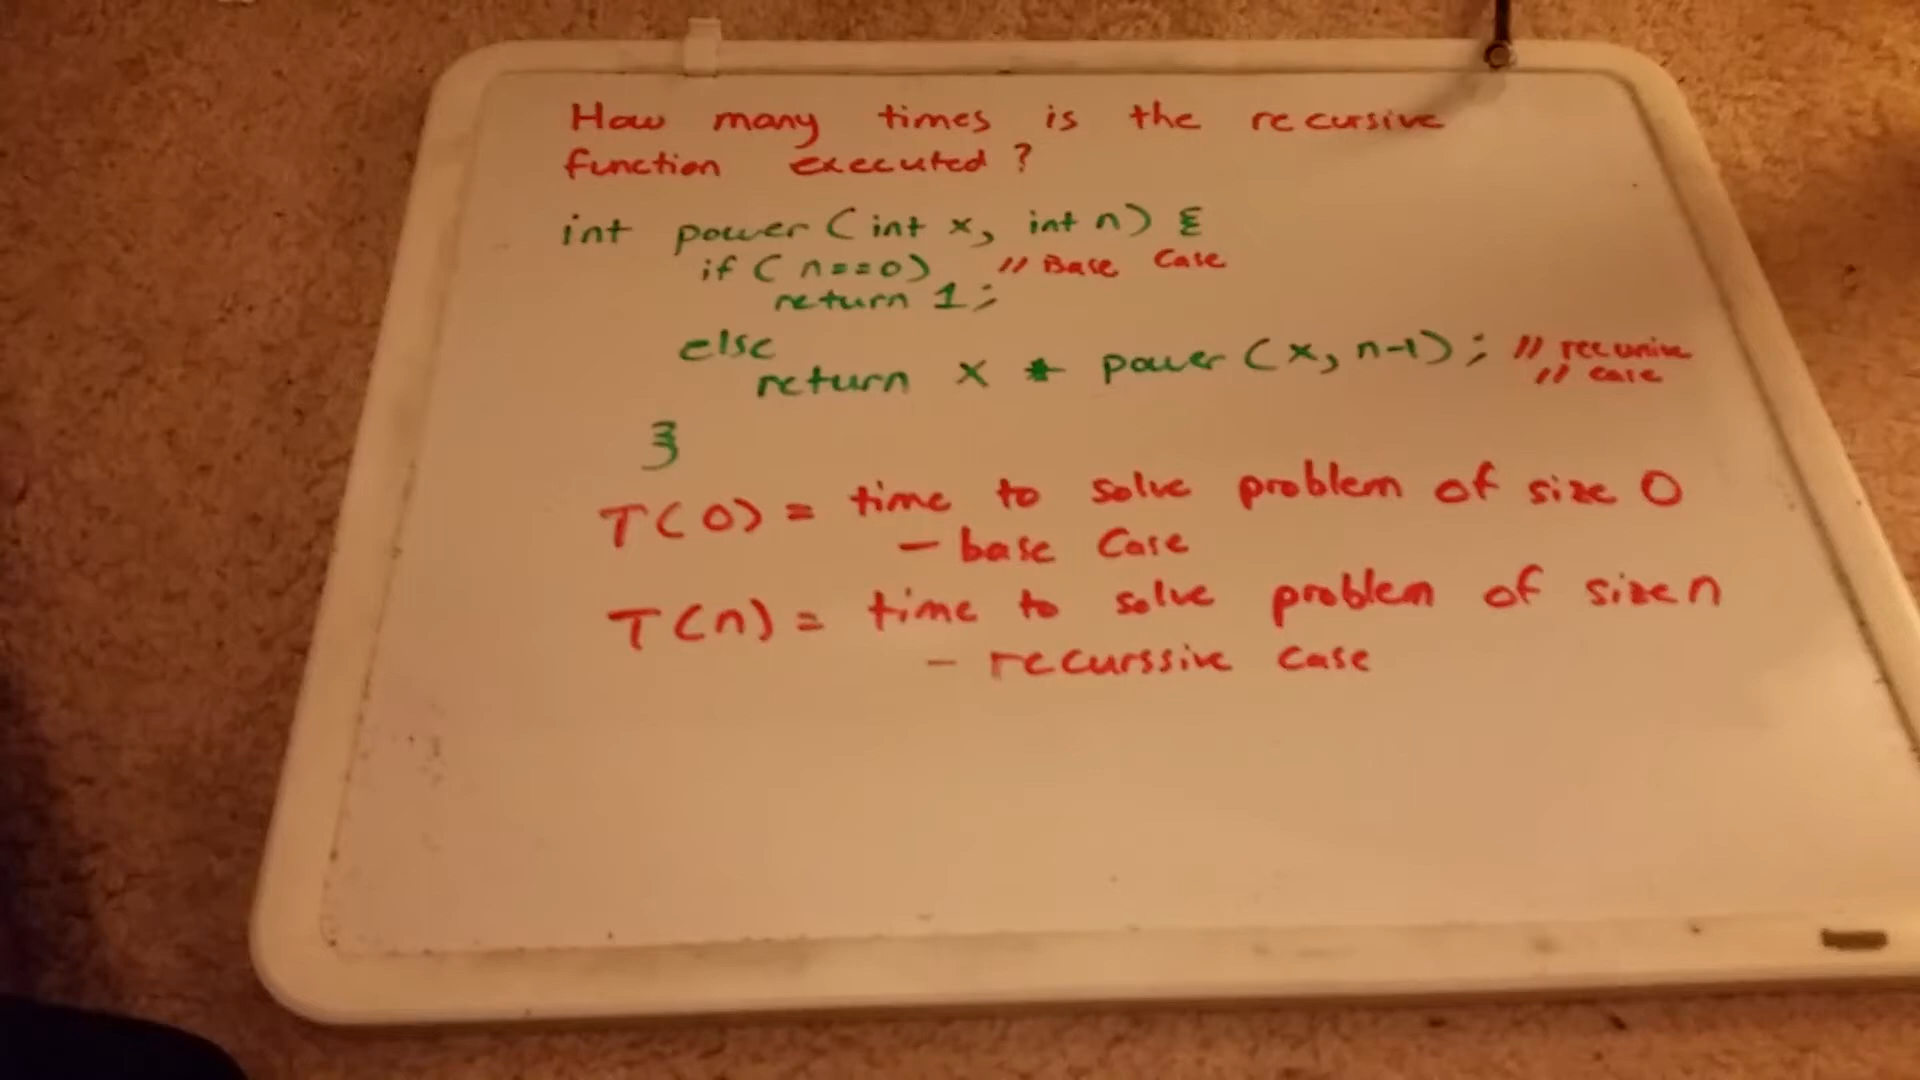 How many times is the recursive
function executed?
int power (int x, int n) {
if (n==0) // Base Case
return 1;
else
return x * power (x, n-1); // recursive
// case
}
T(0) = time to solve problem of size 0
- base Case
T(n) = time to solve problem of size n
- recurssive case